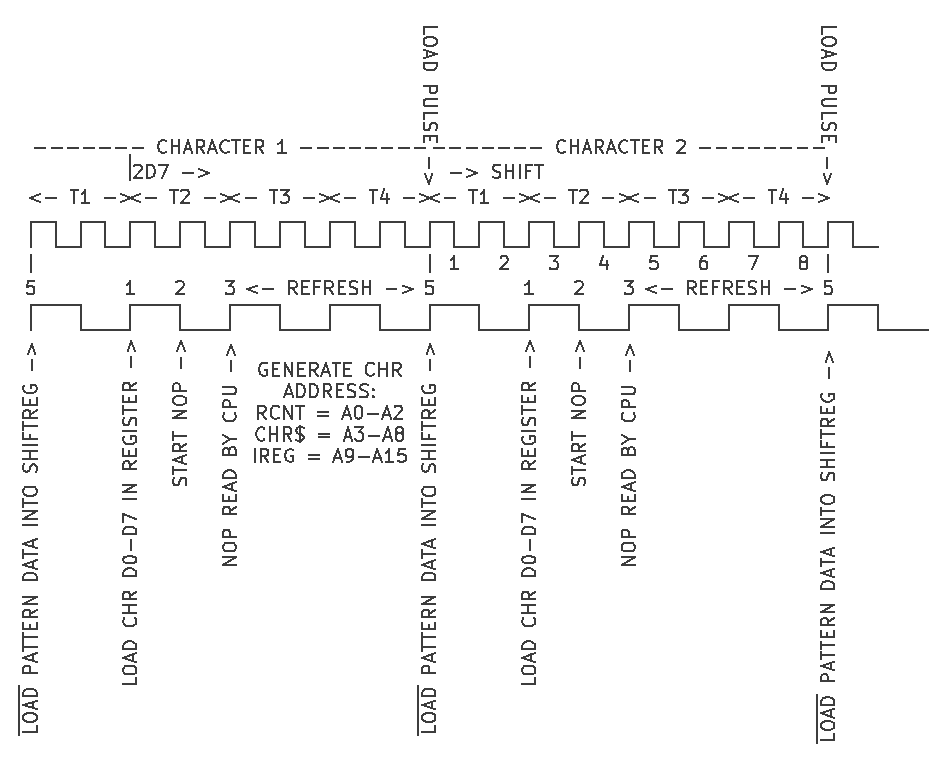 LOAD PULSE -> LOAD PULSE ->
------- CHARACTER 1 --------------- CHARACTER 2 -------
2D7 -> -> SHIFT
<- T1 -><- T2 -><- T3 -><- T4 -><- T1 -><- T2 -><- T3 -><- T4 ->
1 2 3 4 5 6 7 8
5 1 2 3 <- REFRESH -> 5 1 2 3 <- REFRESH -> 5
LOAD PATTERN DATA INTO SHIFTREG ->
LOAD CHR D0-D7 IN REGISTER ->
START NOP ->
NOP READ BY CPU ->
GENERATE CHR
ADDRESS:
RCNT = A0-A2
CHR$ = A3-A8
IREG = A9-A15
LOAD PATTERN DATA INTO SHIFTREG ->
LOAD CHR D0-D7 IN REGISTER ->
START NOP ->
NOP READ BY CPU ->
LOAD PATTERN DATA INTO SHIFTREG ->